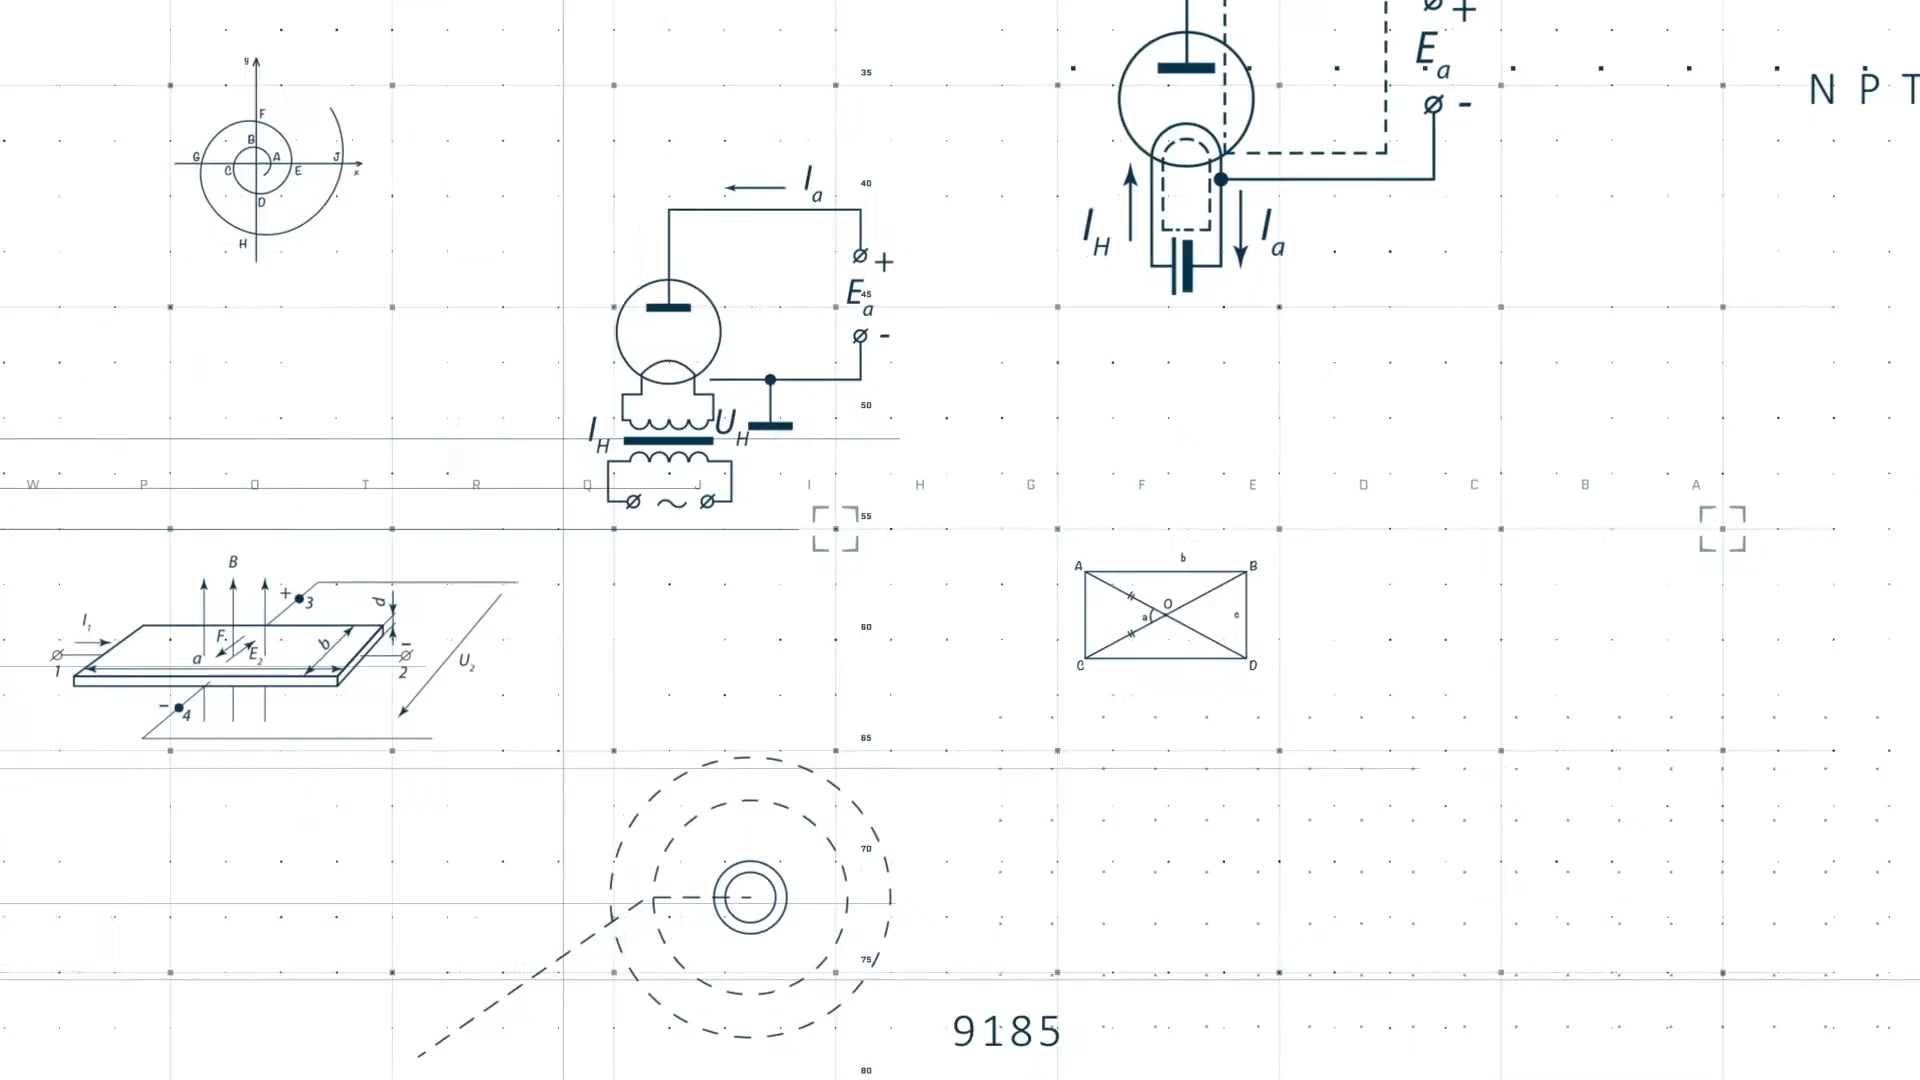 +
E a
-
N P T
35
y
F
B
G A J
C E x
D
H
I a
40
+
E a
45
-
I H
I a
50
I H
U H
W P O T R Q J I H G F E D C B A
55
B
+ 3
d
I 1
F
a E 2 b
-
1 2
U 2
- 4
A b B
O
a c
C D
60
65
70
75
9185
80